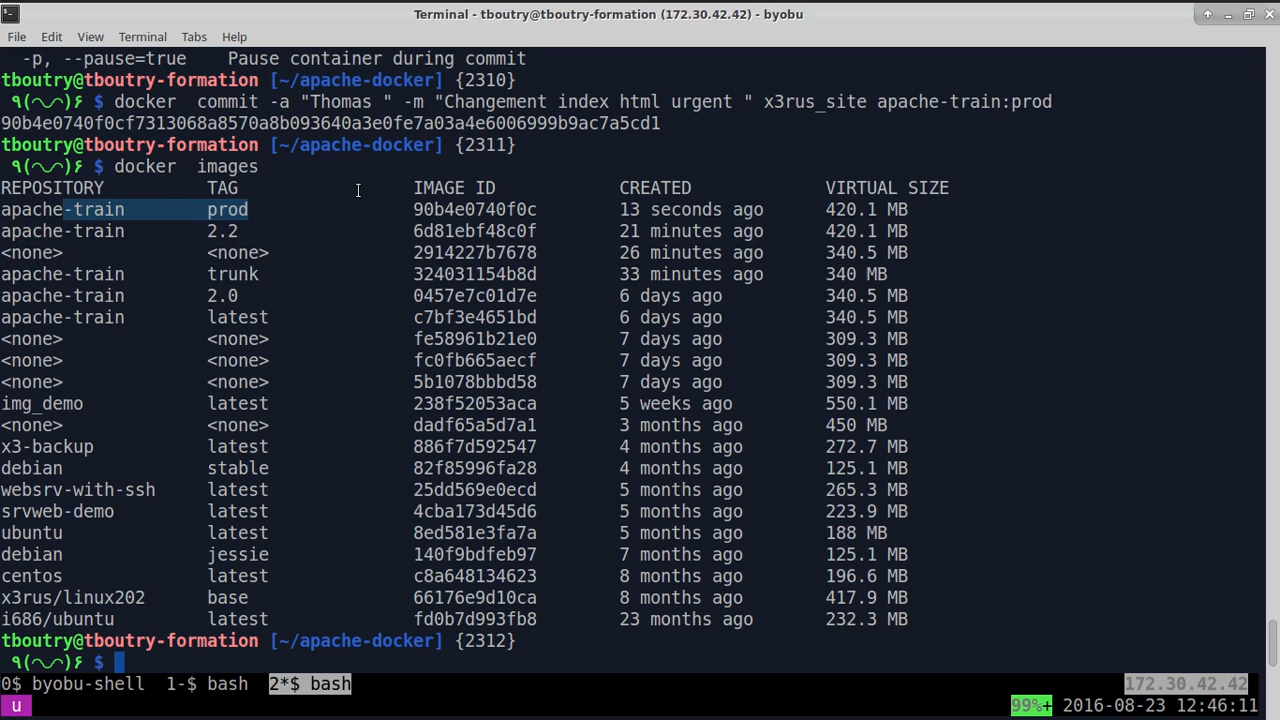 Terminal - tboutry@tboutry-formation (172.30.42.42) - byobu
File Edit View Terminal Tabs Help
-p, --pause=true Pause container during commit
tboutry@tboutry-formation [~/apache-docker] {2310}
٩(◡◠)۶ $ docker commit -a "Thomas " -m "Changement index html urgent " x3rus_site apache-train:prod
90b4e0740f0cf7313068a8570a8b093640a3e0fe7a03a4e6006999b9ac7a5cd1
tboutry@tboutry-formation [~/apache-docker] {2311}
٩(◡◠)۶ $ docker images
REPOSITORY TAG IMAGE ID CREATED VIRTUAL SIZE
apache-train prod 90b4e0740f0c 13 seconds ago 420.1 MB
apache-train 2.2 6d81ebf48c0f 21 minutes ago 420.1 MB
<none> <none> 2914227b7678 26 minutes ago 340.5 MB
apache-train trunk 324031154b8d 33 minutes ago 340 MB
apache-train 2.0 0457e7c01d7e 6 days ago 340.5 MB
apache-train latest c7bf3e4651bd 6 days ago 340.5 MB
<none> <none> fe58961b21e0 7 days ago 309.3 MB
<none> <none> fc0fb665aecf 7 days ago 309.3 MB
<none> <none> 5b1078bbbd58 7 days ago 309.3 MB
img_demo latest 238f52053aca 5 weeks ago 550.1 MB
<none> <none> dadf65a5d7a1 3 months ago 450 MB
x3-backup latest 886f7d592547 4 months ago 272.7 MB
debian stable 82f85996fa28 4 months ago 125.1 MB
websrv-with-ssh latest 25dd569e0ecd 5 months ago 265.3 MB
srvweb-demo latest 4cba173d45d6 5 months ago 223.9 MB
ubuntu latest 8ed581e3fa7a 5 months ago 188 MB
debian jessie 140f9bdfeb97 7 months ago 125.1 MB
centos latest c8a648134623 8 months ago 196.6 MB
x3rus/linux202 base 66176e9d10ca 8 months ago 417.9 MB
i686/ubuntu latest fd0b7d993fb8 23 months ago 232.3 MB
tboutry@tboutry-formation [~/apache-docker] {2312}
٩(◡◠)۶ $
0$ byobu-shell 1-$ bash 2*$ bash 172.30.42.42
u 99%+ 2016-08-23 12:46:11